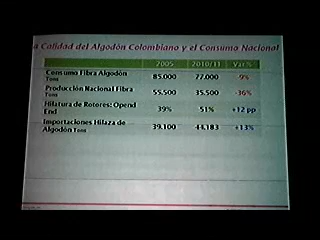 a Calidad del Algodón Colombiano y el Consumo Nacional
2005 2010/11 Var%
Consumo Fibra Algodón Tons 85.000 77.000 -9%
Producción Nacional Fibra Tons 55.500 35.500 -36%
Hilatura de Rotores: Opend End 39% 51% +12 pp
Importaciones Hilaza de Algodón Tons 39.100 44.183 +13%